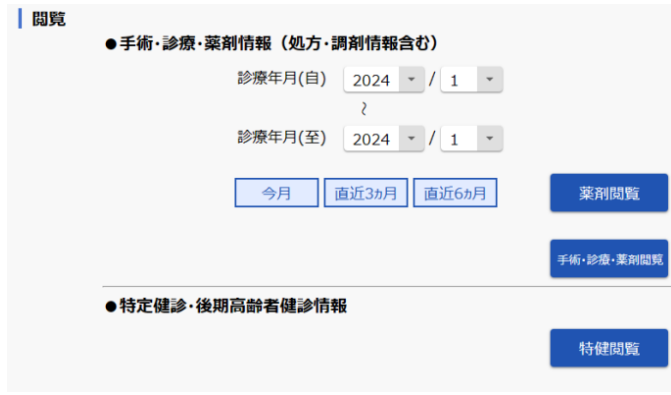 閲覧
●手術・診療・薬剤情報（処方・調剤情報含む）
診療年月(自) 2024 / 1
～
診療年月(至) 2024 / 1
今月 直近3ヵ月 直近6ヵ月 薬剤閲覧
手術・診療・薬剤閲覧
●特定健診・後期高齢者健診情報
特健閲覧